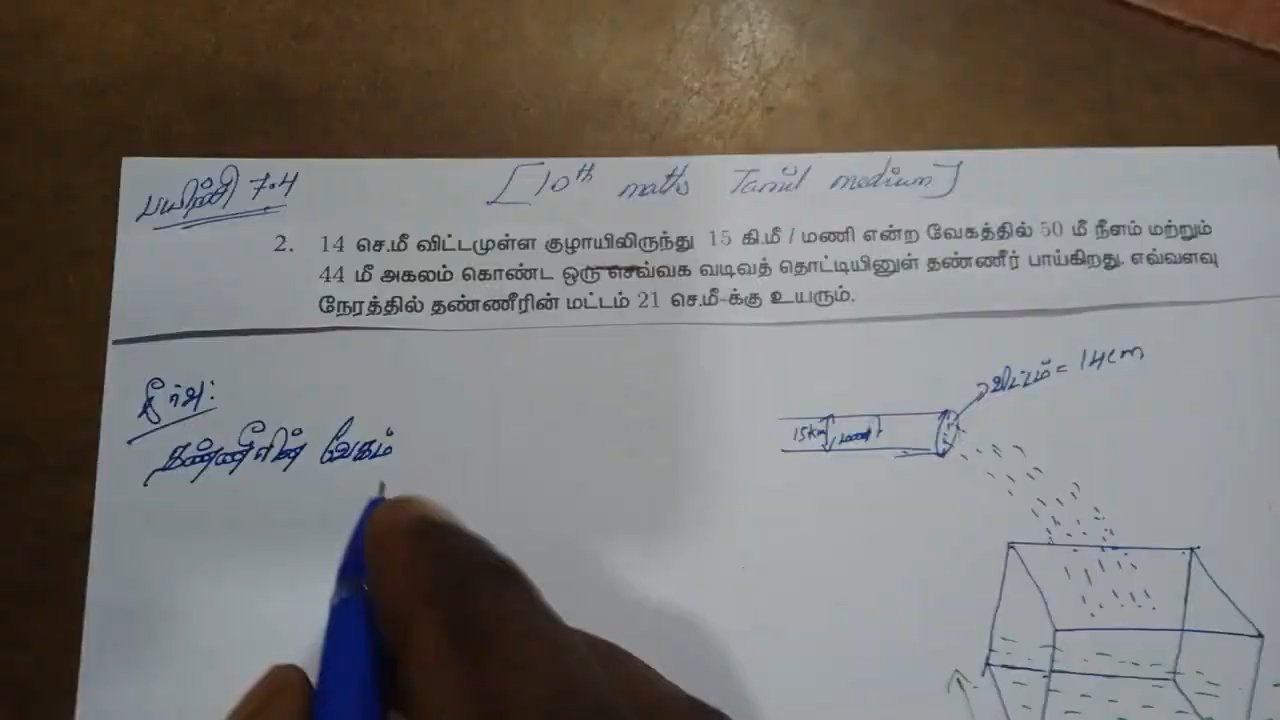 பயிற்சி 7.4
[10th maths Tamil medium]
2. 14 செ.மீ விட்டமுள்ள குழாயிலிருந்து 15 கி.மீ / மணி என்ற வேகத்தில் 50 மீ நீளம் மற்றும்
44 மீ அகலம் கொண்ட ஒரு செவ்வக வடிவத் தொட்டியினுள் தண்ணீர் பாய்கிறது. எவ்வளவு
நேரத்தில் தண்ணீரின் மட்டம் 21 செ.மீ-க்கு உயரும்.
தீர்வு:
விட்டம் = 14cm
15km/மணி
தண்ணீரின் வேகம்